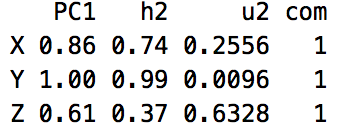 PC1 h2 u2 com
X 0.86 0.74 0.2556 1
Y 1.00 0.99 0.0096 1
Z 0.61 0.37 0.6328 1